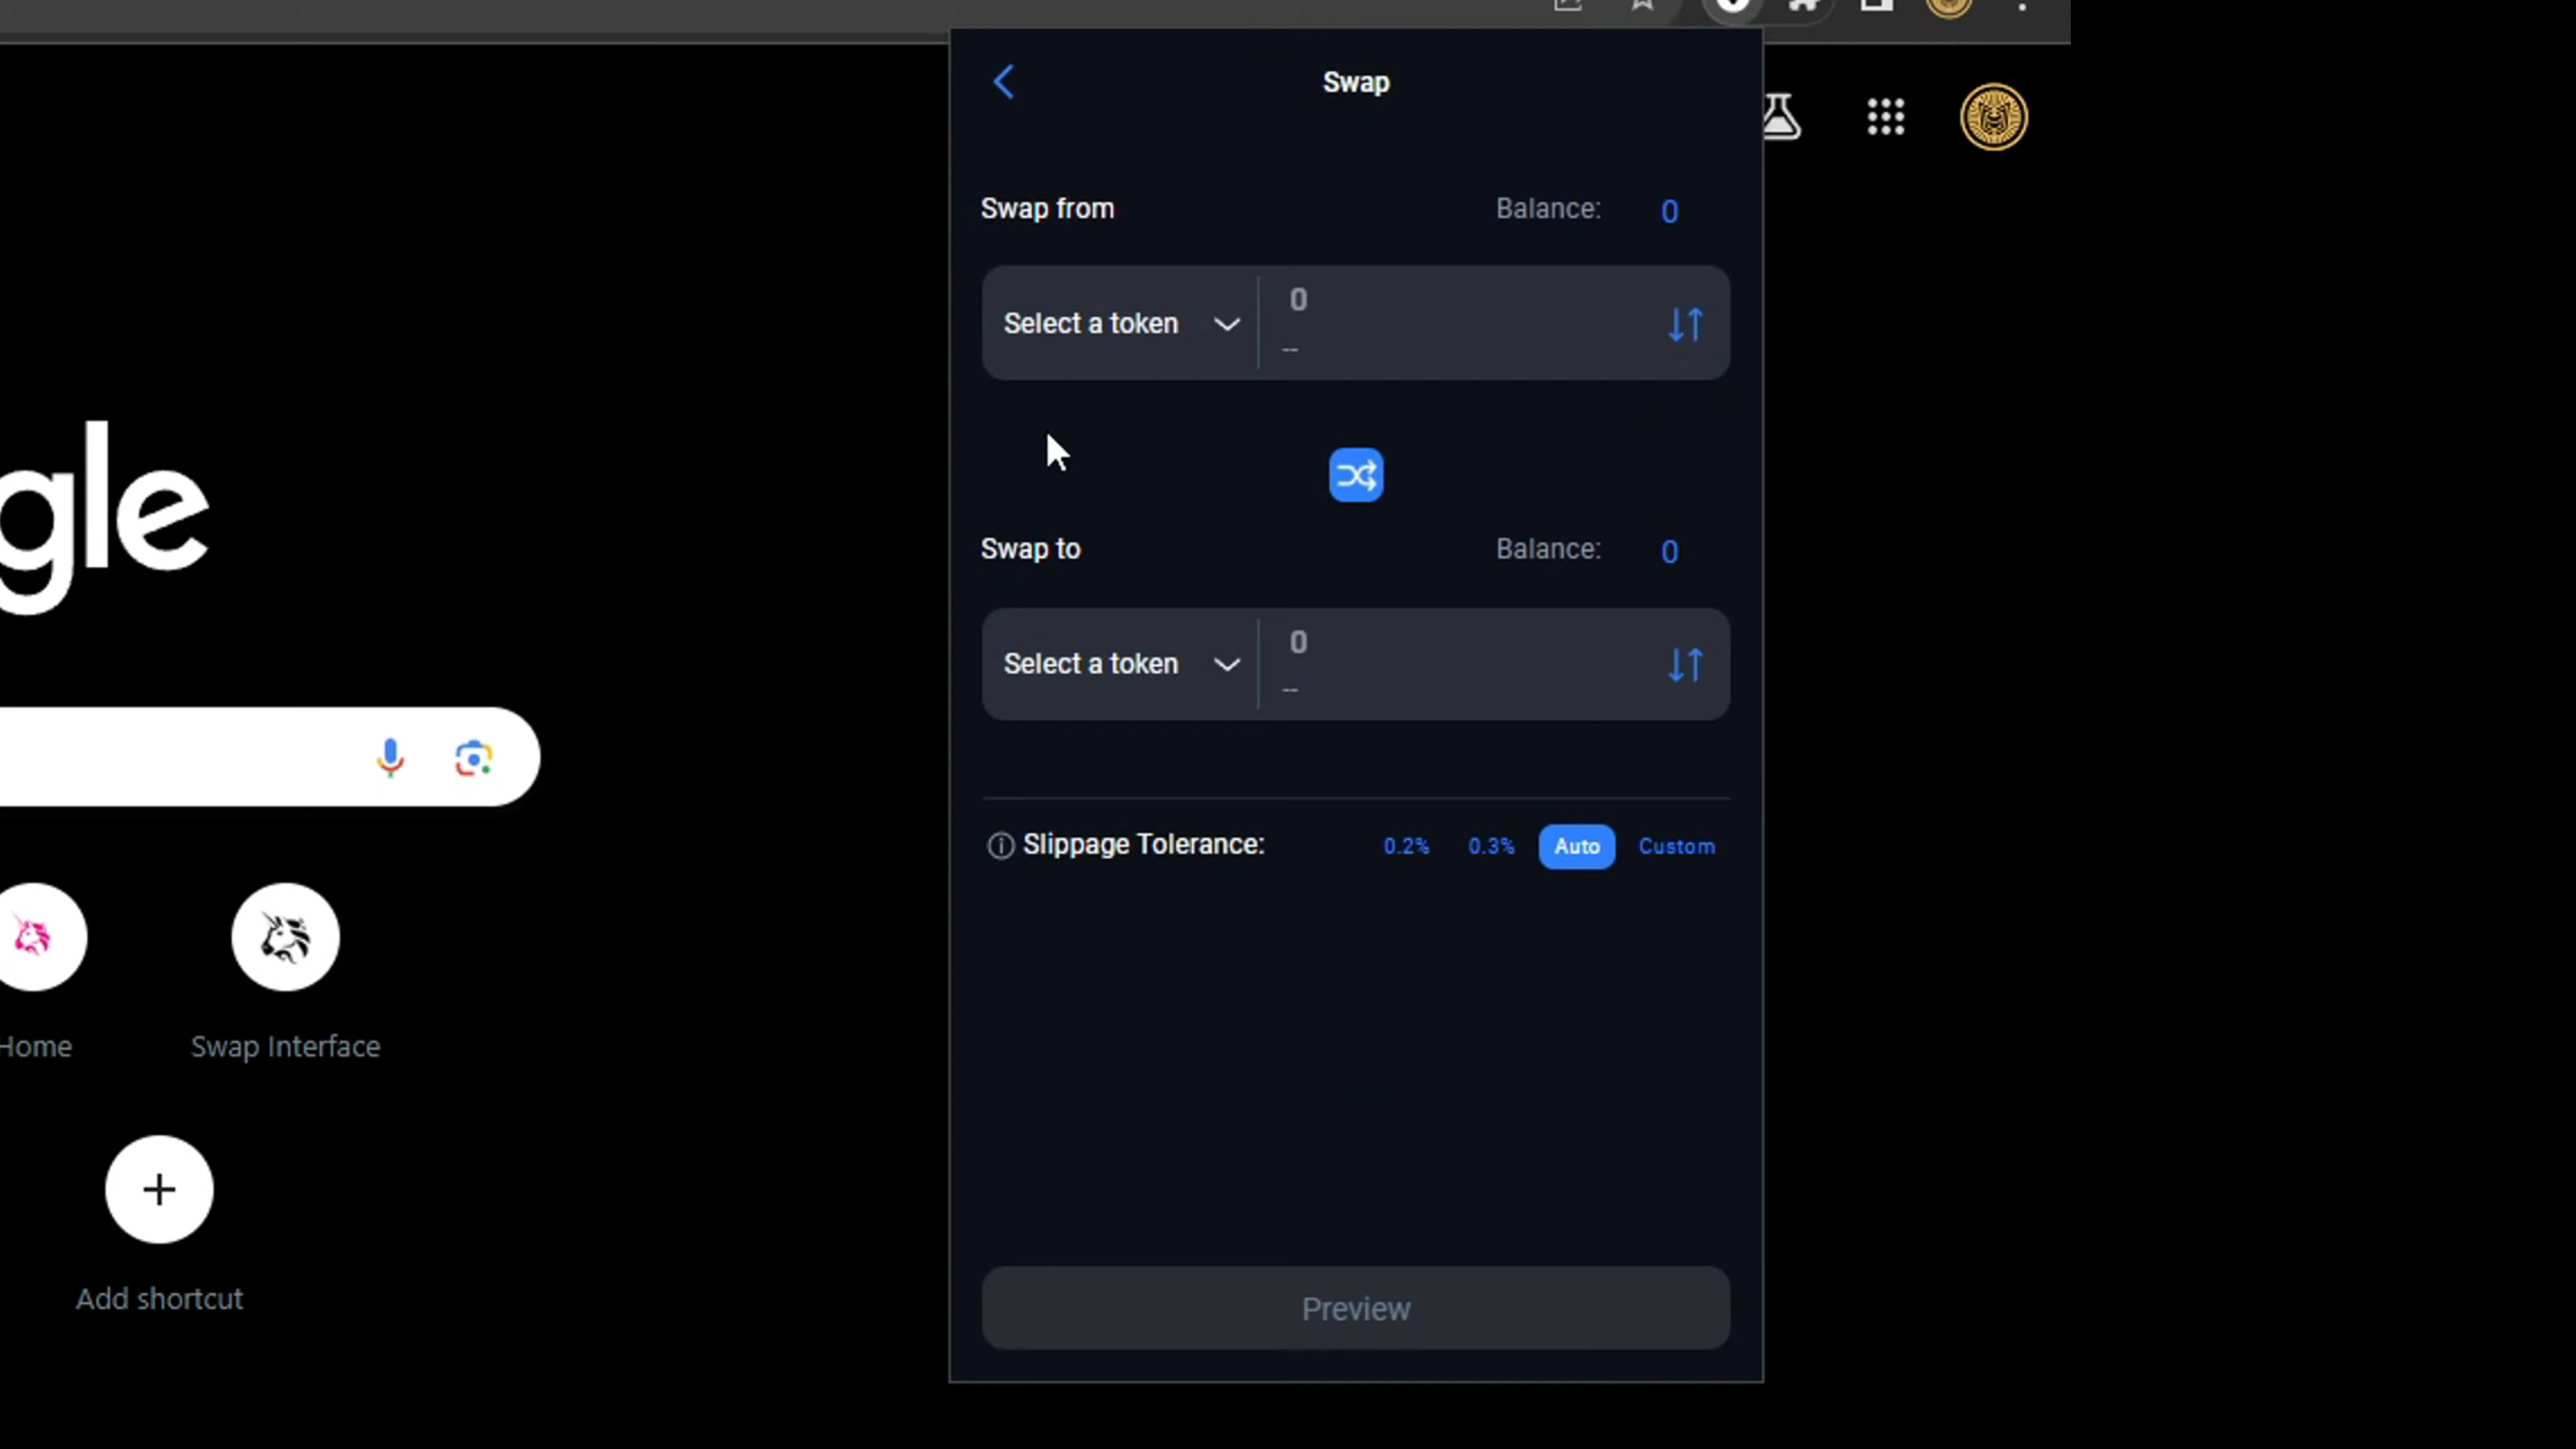 Swap
Swap from
Balance: 0
Select a token
0
--
Swap to
Balance: 0
Select a token
0
--
Slippage Tolerance: 0.2% 0.3% Auto Custom
Preview
gle
Home
Swap Interface
Add shortcut